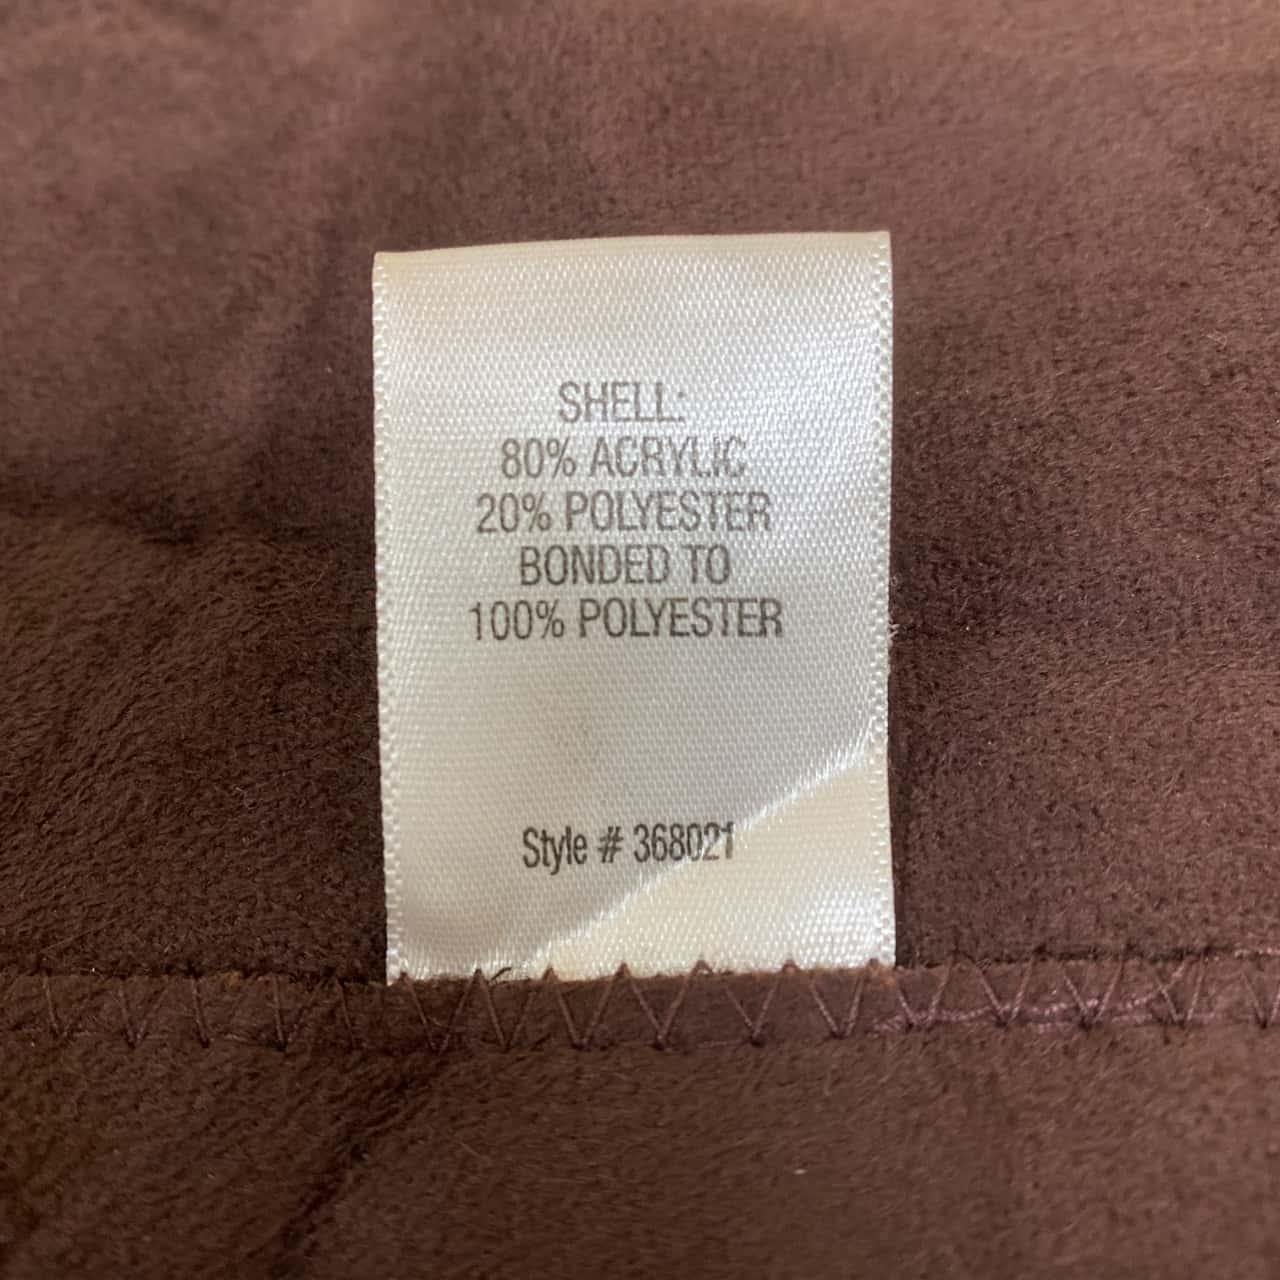 SHELL:
80% ACRYLIC
20% POLYESTER
BONDED TO
100% POLYESTER
Style # 368021